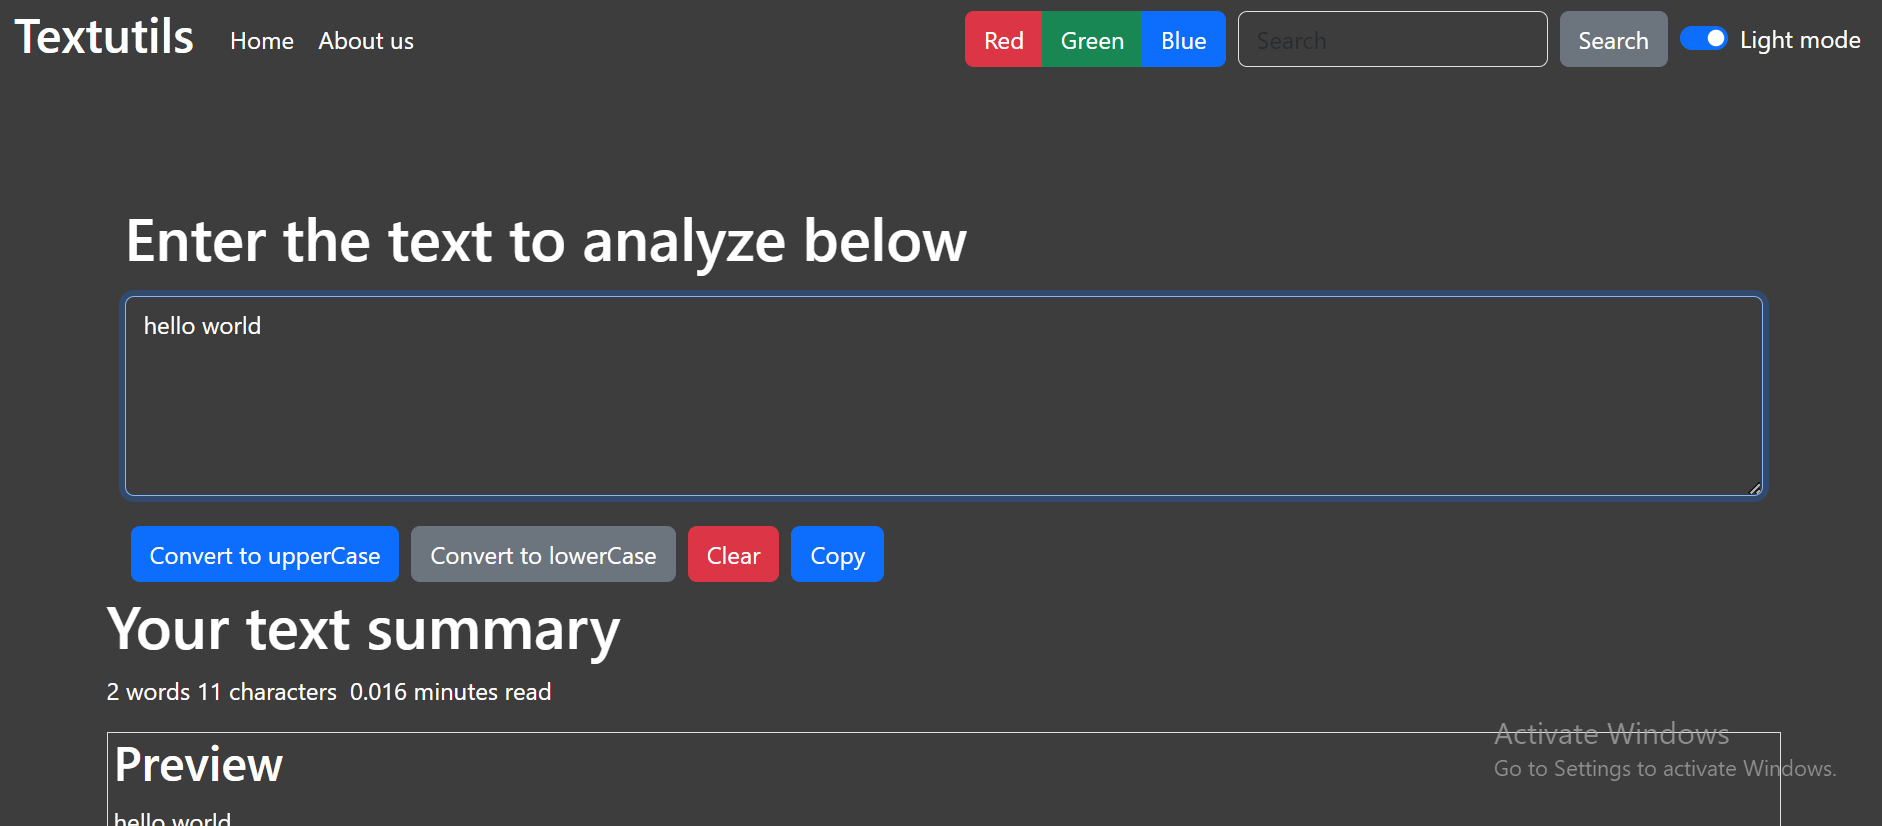 Textutils Home About us Red Green Blue Search Search Light mode
Enter the text to analyze below
hello world
Convert to upperCase Convert to lowerCase Clear Copy
Your text summary
2 words 11 characters 0.016 minutes read
Preview
hello world
Activate Windows
Go to Settings to activate Windows.